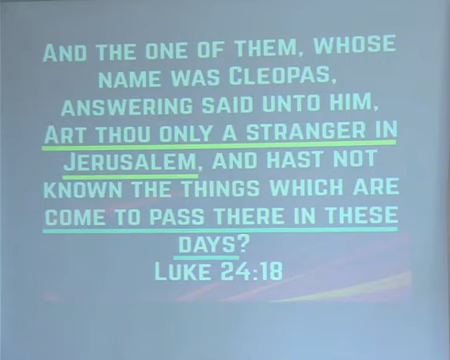 And the one of them, whose
name was Cleopas,
answering said unto him,
Art thou only a stranger in
Jerusalem, and hast not
known the things which are
come to pass there in these
days?
Luke 24:18